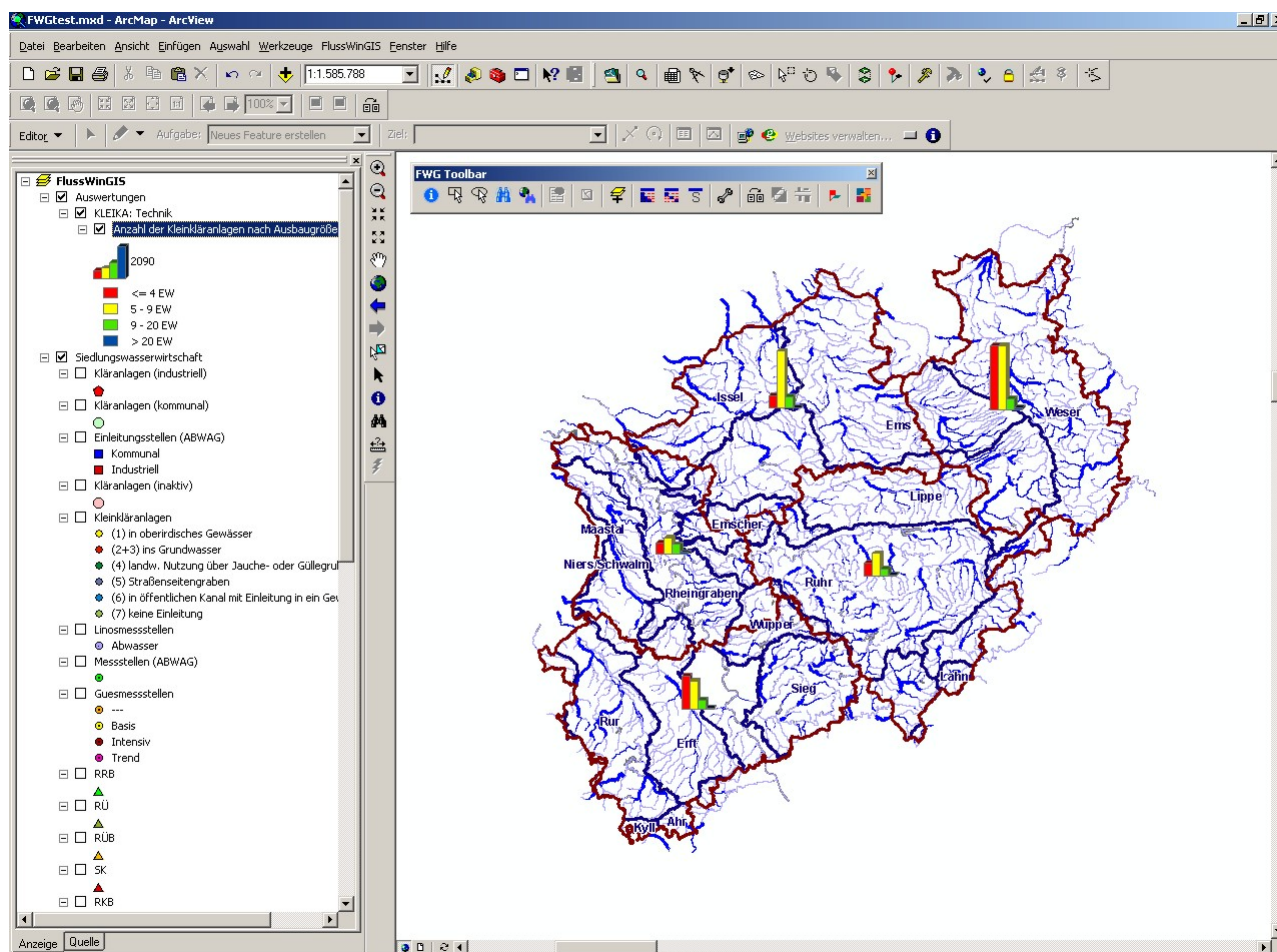 FWGtest.mxd - ArcMap - ArcView
Datei Bearbeiten Ansicht Einfügen Auswahl Werkzeuge FlussWinGIS Fenster Hilfe
1:1.585.788
100%
Editor Aufgabe: Neues Feature erstellen Ziel: Websites verwalten...
FWG Toolbar
FlussWinGIS
Auswertungen
KLEIKA: Technik
Anzahl der Kleinkläranlagen nach Ausbaugröße
2090
<= 4 EW
5 - 9 EW
9 - 20 EW
> 20 EW
Siedlungswasserwirtschaft
Kläranlagen (industriell)
Kläranlagen (kommunal)
Einleitungsstellen (ABWAG)
Kommunal
Industriell
Kläranlagen (inaktiv)
Kleinkläranlagen
(1) in oberirdisches Gewässer
(2+3) ins Grundwasser
(4) landw. Nutzung über Jauche- oder Güllegrul
(5) Straßenseitengraben
(6) in öffentlichen Kanal mit Einleitung in ein Gev
(7) keine Einleitung
Linosmessstellen
Abwasser
Messstellen (ABWAG)
Guesmessstellen
---
Basis
Intensiv
Trend
RRB
RÜ
RÜB
SK
RKB
Anzeige Quelle
Issel
Ems
Weser
Lippe
Maastal
Emscher
Niers/Schwalm
Ruhr
Rheingraben
Wupper
Lahn
Sieg
Rur
Erft
Kyll
Ahr